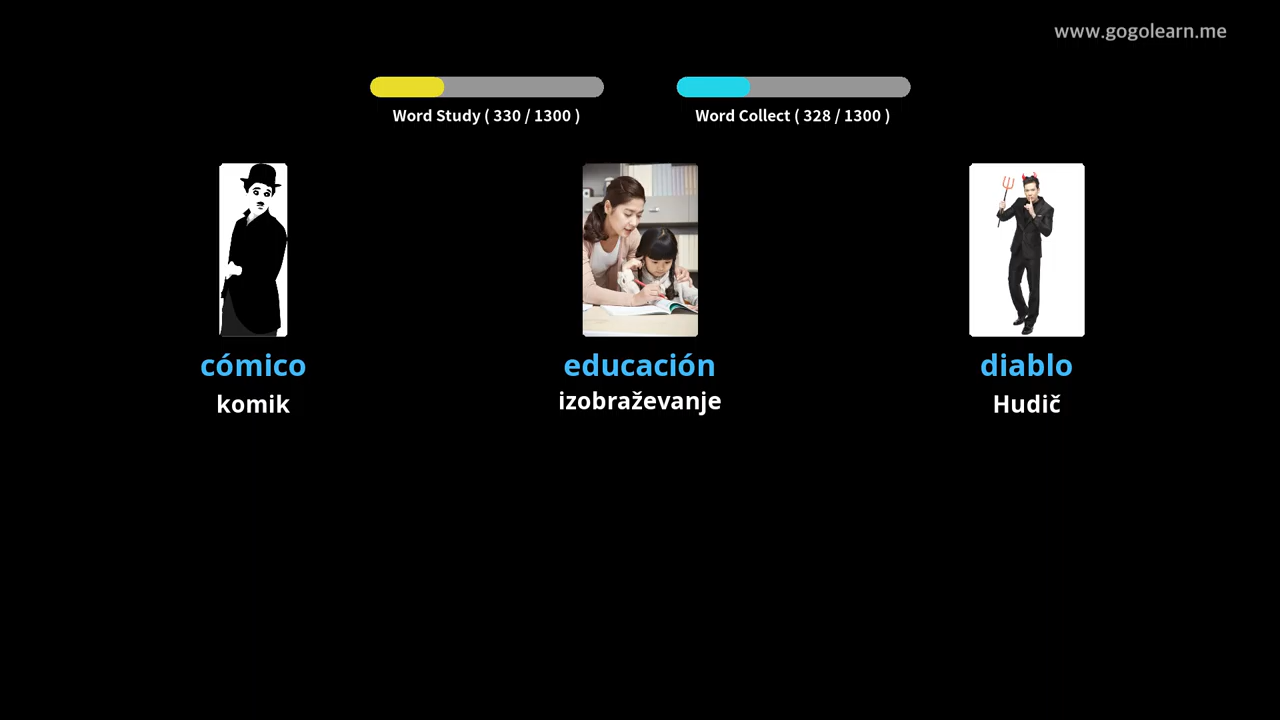 www.gogolearn.me
Word Study ( 330 / 1300 )
Word Collect ( 328 / 1300 )
cómico
educación
diablo
komik
izobraževanje
Hudič